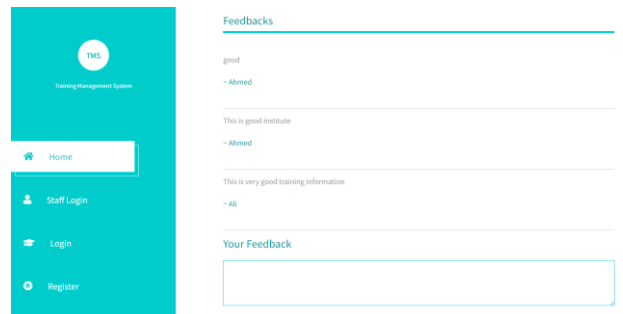 TMS
Training Management System
Home
Staff Login
Login
Register
Feedbacks
good
~ Ahmed
This is good institute
~ Ahmed
This is very good training information
~ Ali
Your Feedback